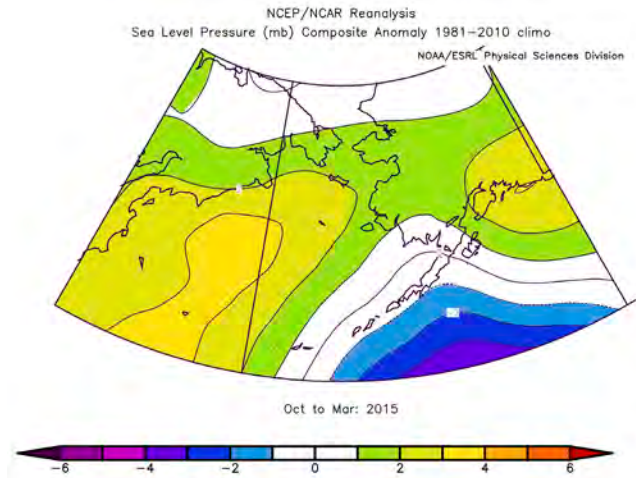 NCEP/NCAR Reanalysis
Sea Level Pressure (mb) Composite Anomaly 1981−2010 climo
NOAA/ESRL Physical Sciences Division
Oct to Mar: 2015
−6 −4 −2 0 2 4 6